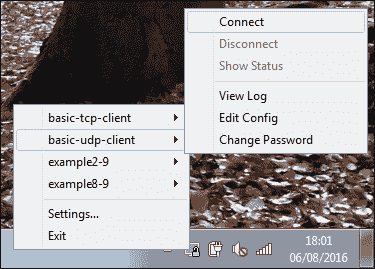 Connect
Disconnect
Show Status
View Log
Edit Config
Change Password
basic-tcp-client
basic-udp-client
example2-9
example8-9
Settings...
Exit
18:01
06/08/2016